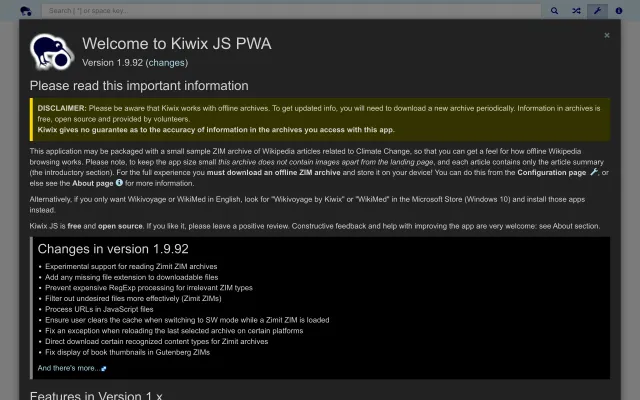 Search [ *] or space key...
Welcome to Kiwix JS PWA
Version 1.9.92 (changes)
Please read this important information
DISCLAIMER: Please be aware that Kiwix works with offline archives. To get updated info, you will need to download a new archive periodically. Information in archives is
free, open source and provided by volunteers.
Kiwix gives no guarantee as to the accuracy of information in the archives you access with this app.
This application may be packaged with a small sample ZIM archive of Wikipedia articles related to Climate Change, so that you can get a feel for how offline Wikipedia
browsing works. Please note, to keep the app size small this archive does not contain images apart from the landing page, and each article contains only the article summary
(the introductory section). For the full experience you must download an offline ZIM archive and store it on your device! You can do this from the Configuration page , or
else see the About page for more information.
Alternatively, if you only want Wikivoyage or WikiMed in English, look for "Wikivoyage by Kiwix" or "WikiMed" in the Microsoft Store (Windows 10) and install those apps
instead.
Kiwix JS is free and open source. If you like it, please leave a positive review. Constructive feedback and help with improving the app are very welcome: see About section.
Changes in version 1.9.92
• Experimental support for reading Zimit ZIM archives
• Add any missing file extension to downloadable files
• Prevent expensive RegExp processing for irrelevant ZIM types
• Filter out undesired files more effectively (Zimit ZIMs)
• Process URLs in JavaScript files
• Ensure user clears the cache when switching to SW mode while a Zimit ZIM is loaded
• Fix an exception when reloading the last selected archive on certain platforms
• Direct download certain recognized content types for Zimit archives
• Fix display of book thumbnails in Gutenberg ZIMs
And there's more...
Features in Version 1.x